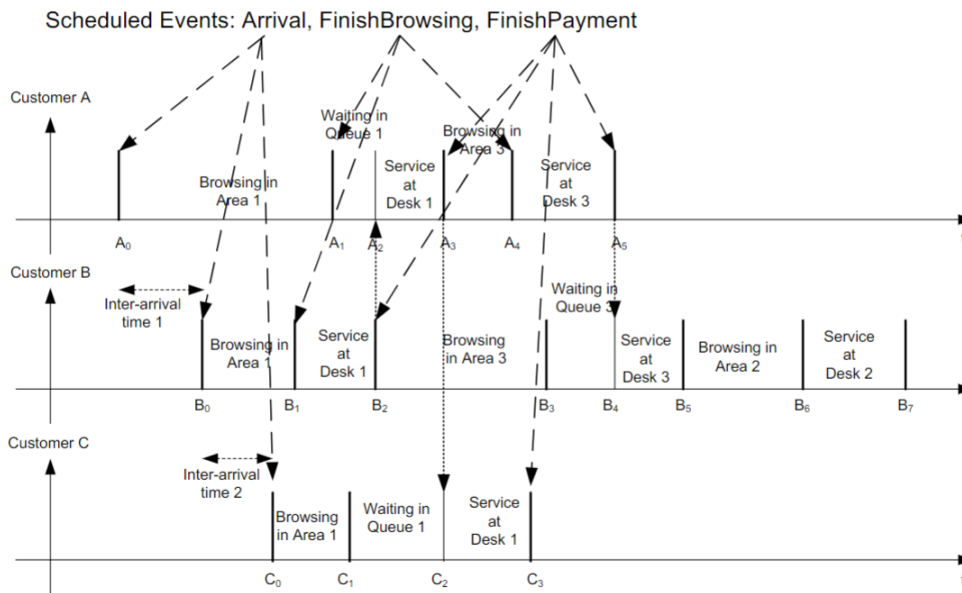 Scheduled Events: Arrival, FinishBrowsing, FinishPayment
Customer A
Waiting in
Queue 1
Browsing in
Area 3
Browsing in
Area 1
Service
at
Desk 1
Service
at
Desk 3
A₀
A₁
A₂
A₃
A₄
A₅
Customer B
Inter-arrival
time 1
Browsing in
Area 1
Service
at
Desk 1
Browsing
in Area 3
Waiting in
Queue 3
Service
at
Desk 3
Browsing in
Area 2
Service
at
Desk 2
B₀
B₁
B₂
B₃
B₄
B₅
B₆
B₇
Customer C
Inter-arrival
time 2
Browsing
in Area 1
Waiting in
Queue 1
Service
at
Desk 1
C₀
C₁
C₂
C₃